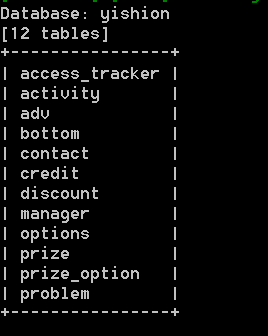 Database: yishion
[12 tables]
+----------------+
| access_tracker |
| activity       |
| adv            |
| bottom         |
| contact        |
| credit         |
| discount       |
| manager        |
| options        |
| prize          |
| prize_option   |
| problem        |
+----------------+